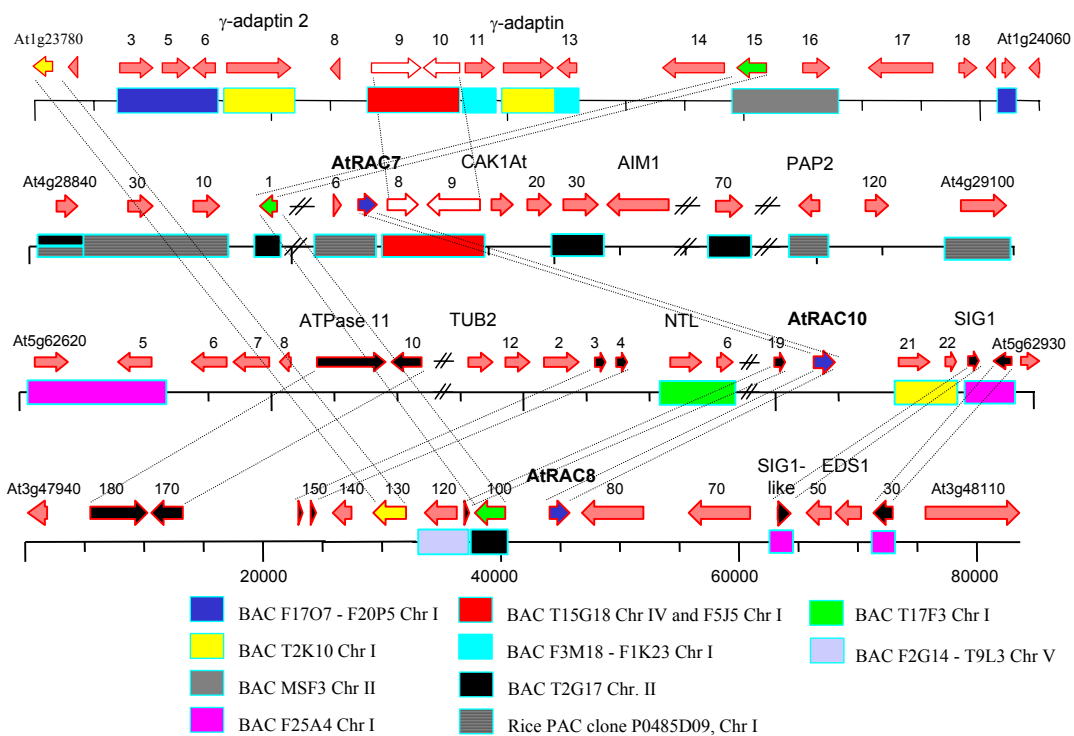 γ-adaptin 2 γ-adaptin
At1g23780 3 5 6 8 9 10 11 13 14 15 16 17 18 At1g24060
AtRAC7 CAK1At AIM1 PAP2
At4g28840 30 10 1 6 8 9 20 30 70 120 At4g29100
ATPase 11 TUB2 NTL AtRAC10 SIG1
At5g62620 5 6 7 8 10 12 2 3 4 6 19 21 22 At5g62930
AtRAC8 SIG1- EDS1
like
At3g47940 180 170 150 140 130 120 100 80 70 50 30 At3g48110
20000 40000 60000 80000
BAC F17O7 - F20P5 Chr I BAC T15G18 Chr IV and F5J5 Chr I BAC T17F3 Chr I
BAC T2K10 Chr I BAC F3M18 - F1K23 Chr I BAC F2G14 - T9L3 Chr V
BAC MSF3 Chr II BAC T2G17 Chr. II
BAC F25A4 Chr I Rice PAC clone P0485D09, Chr I